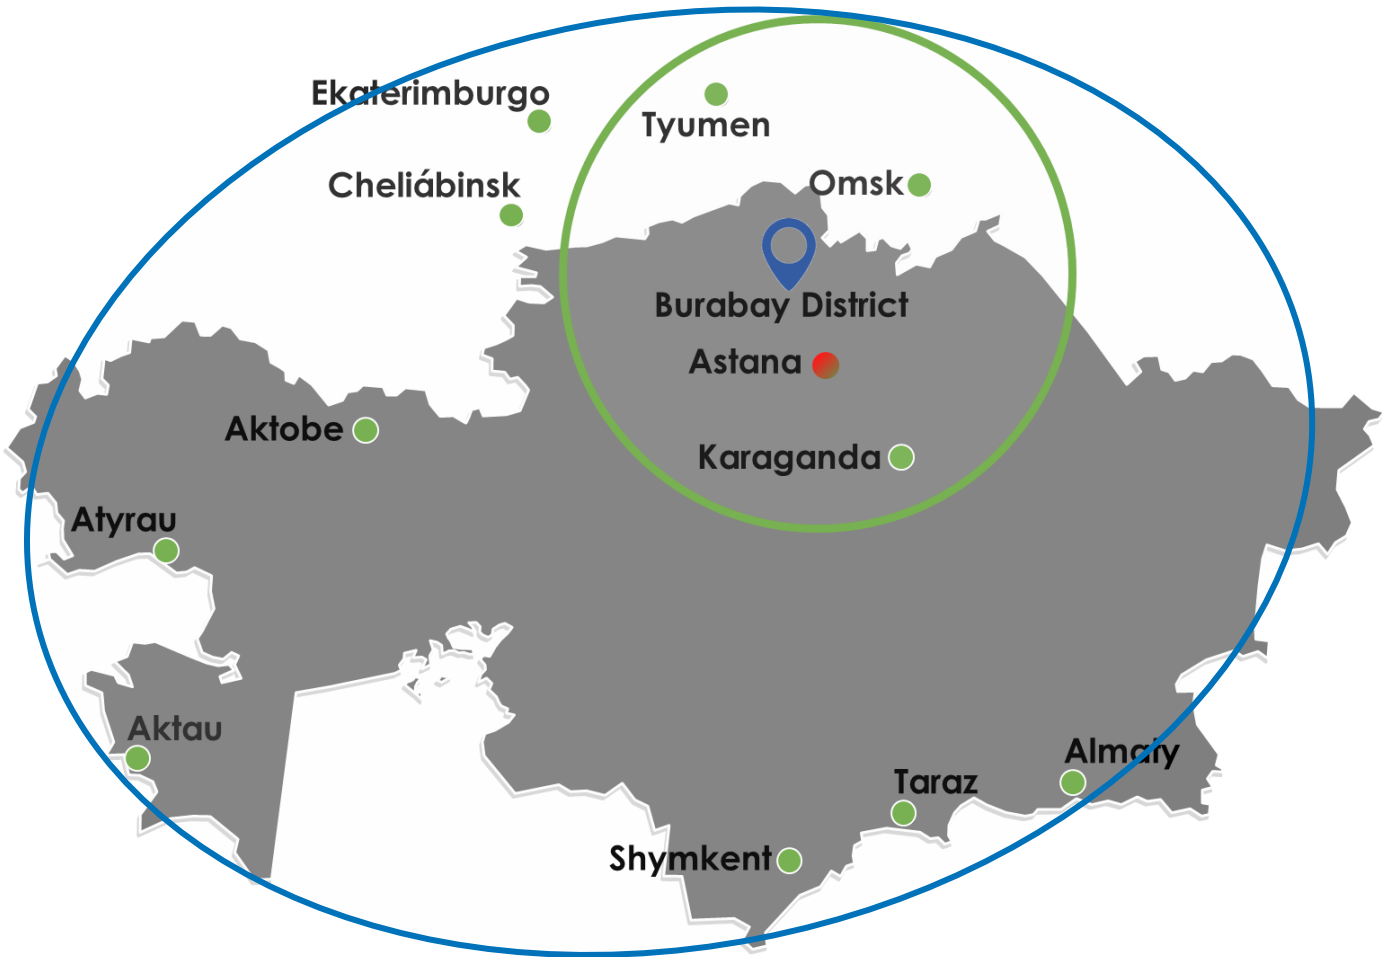 Ekaterimburgo
Tyumen
Cheliábinsk
Omsk
Burabay District
Astana
Aktobe
Karaganda
Atyrau
Aktau
Almaty
Taraz
Shymkent